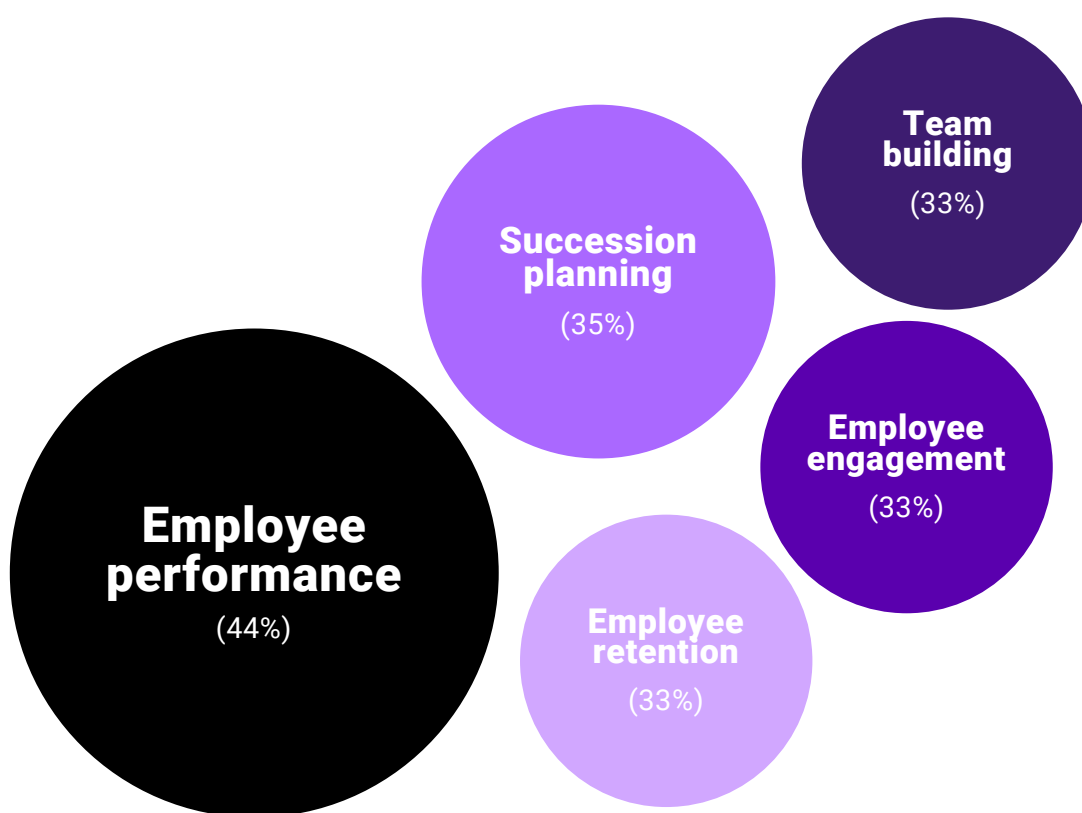 Team
building
(33%)
Succession
planning
(35%)
Employee
engagement
(33%)
Employee
performance
(44%)
Employee
retention
(33%)